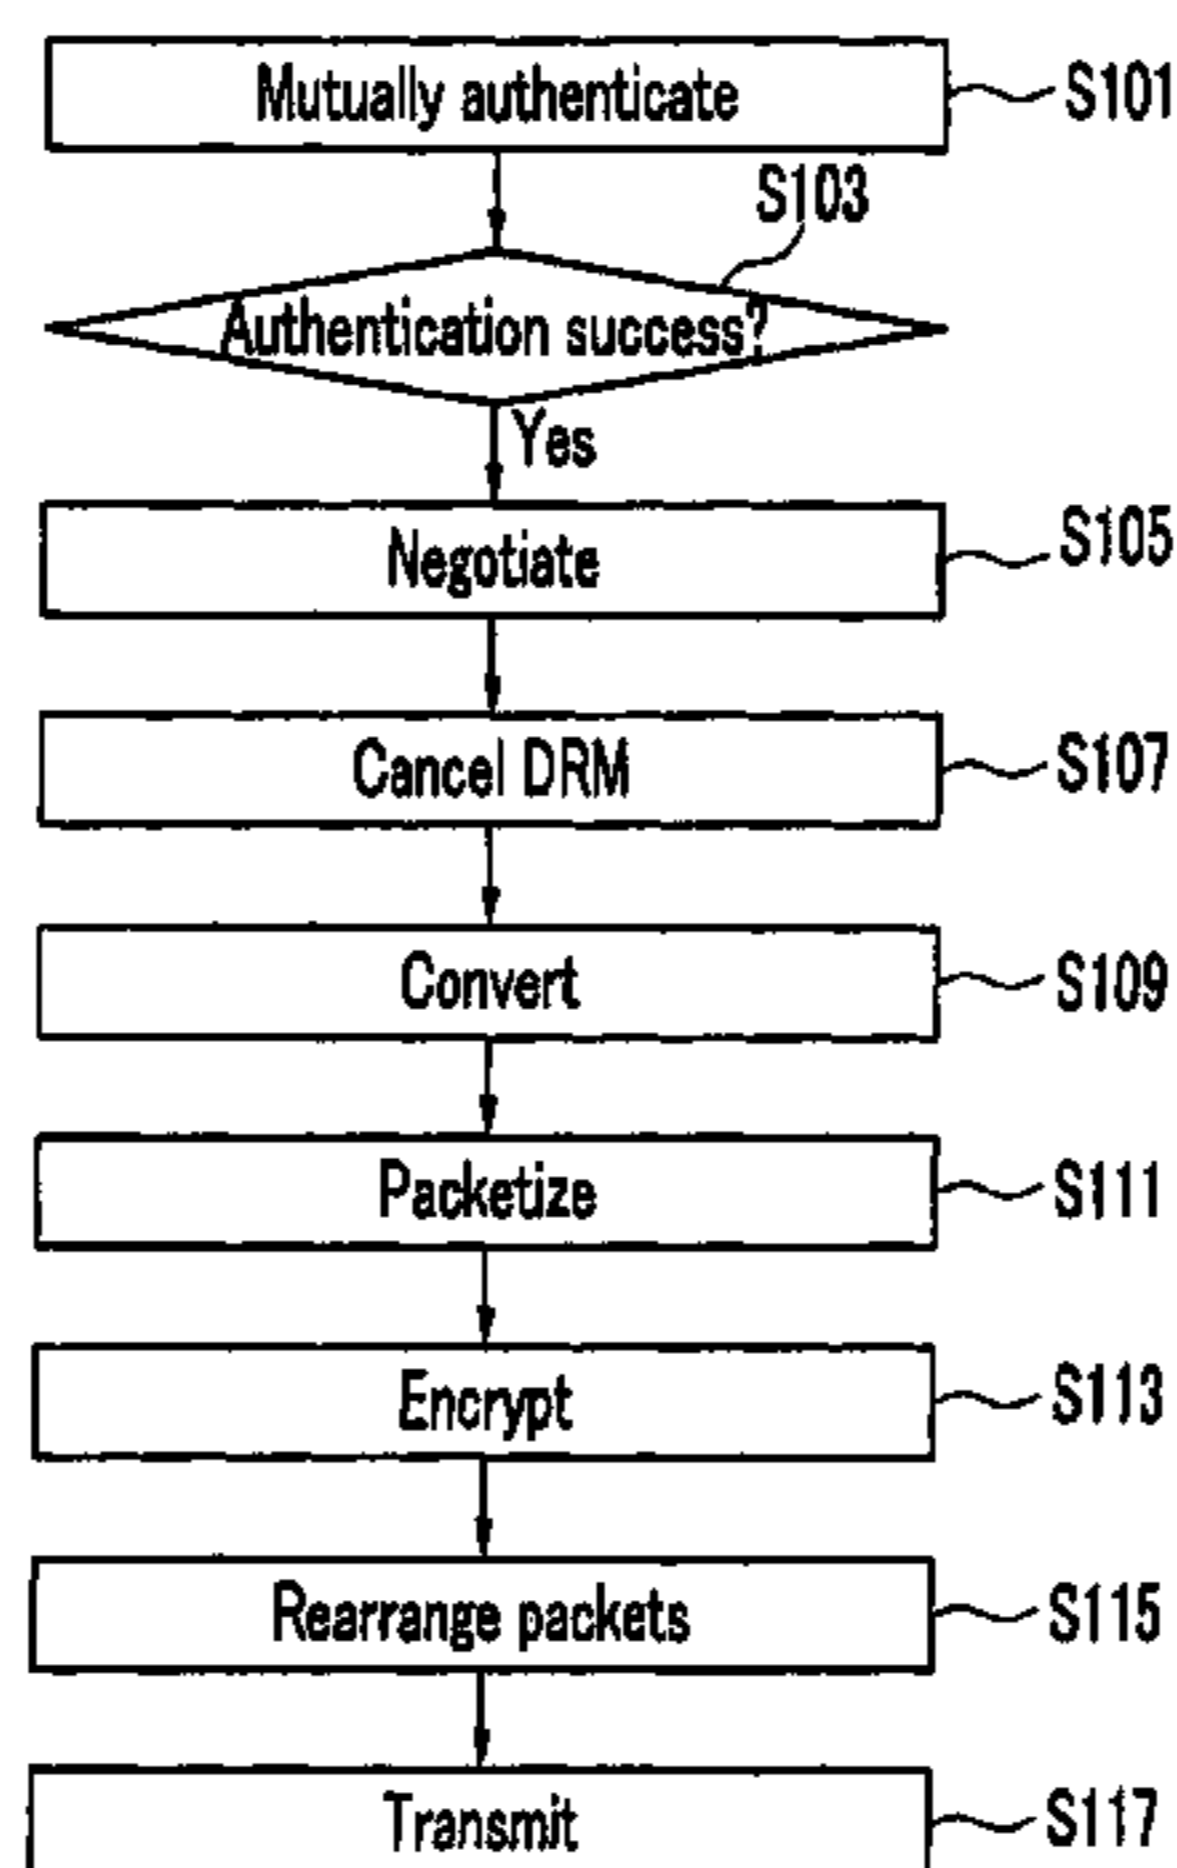 Mutually authenticate S101
S103
Authentication success?
Yes
Negotiate S105
Cancel DRM S107
Convert S109
Packetize S111
Encrypt S113
Rearrange packets S115
Transmit S117